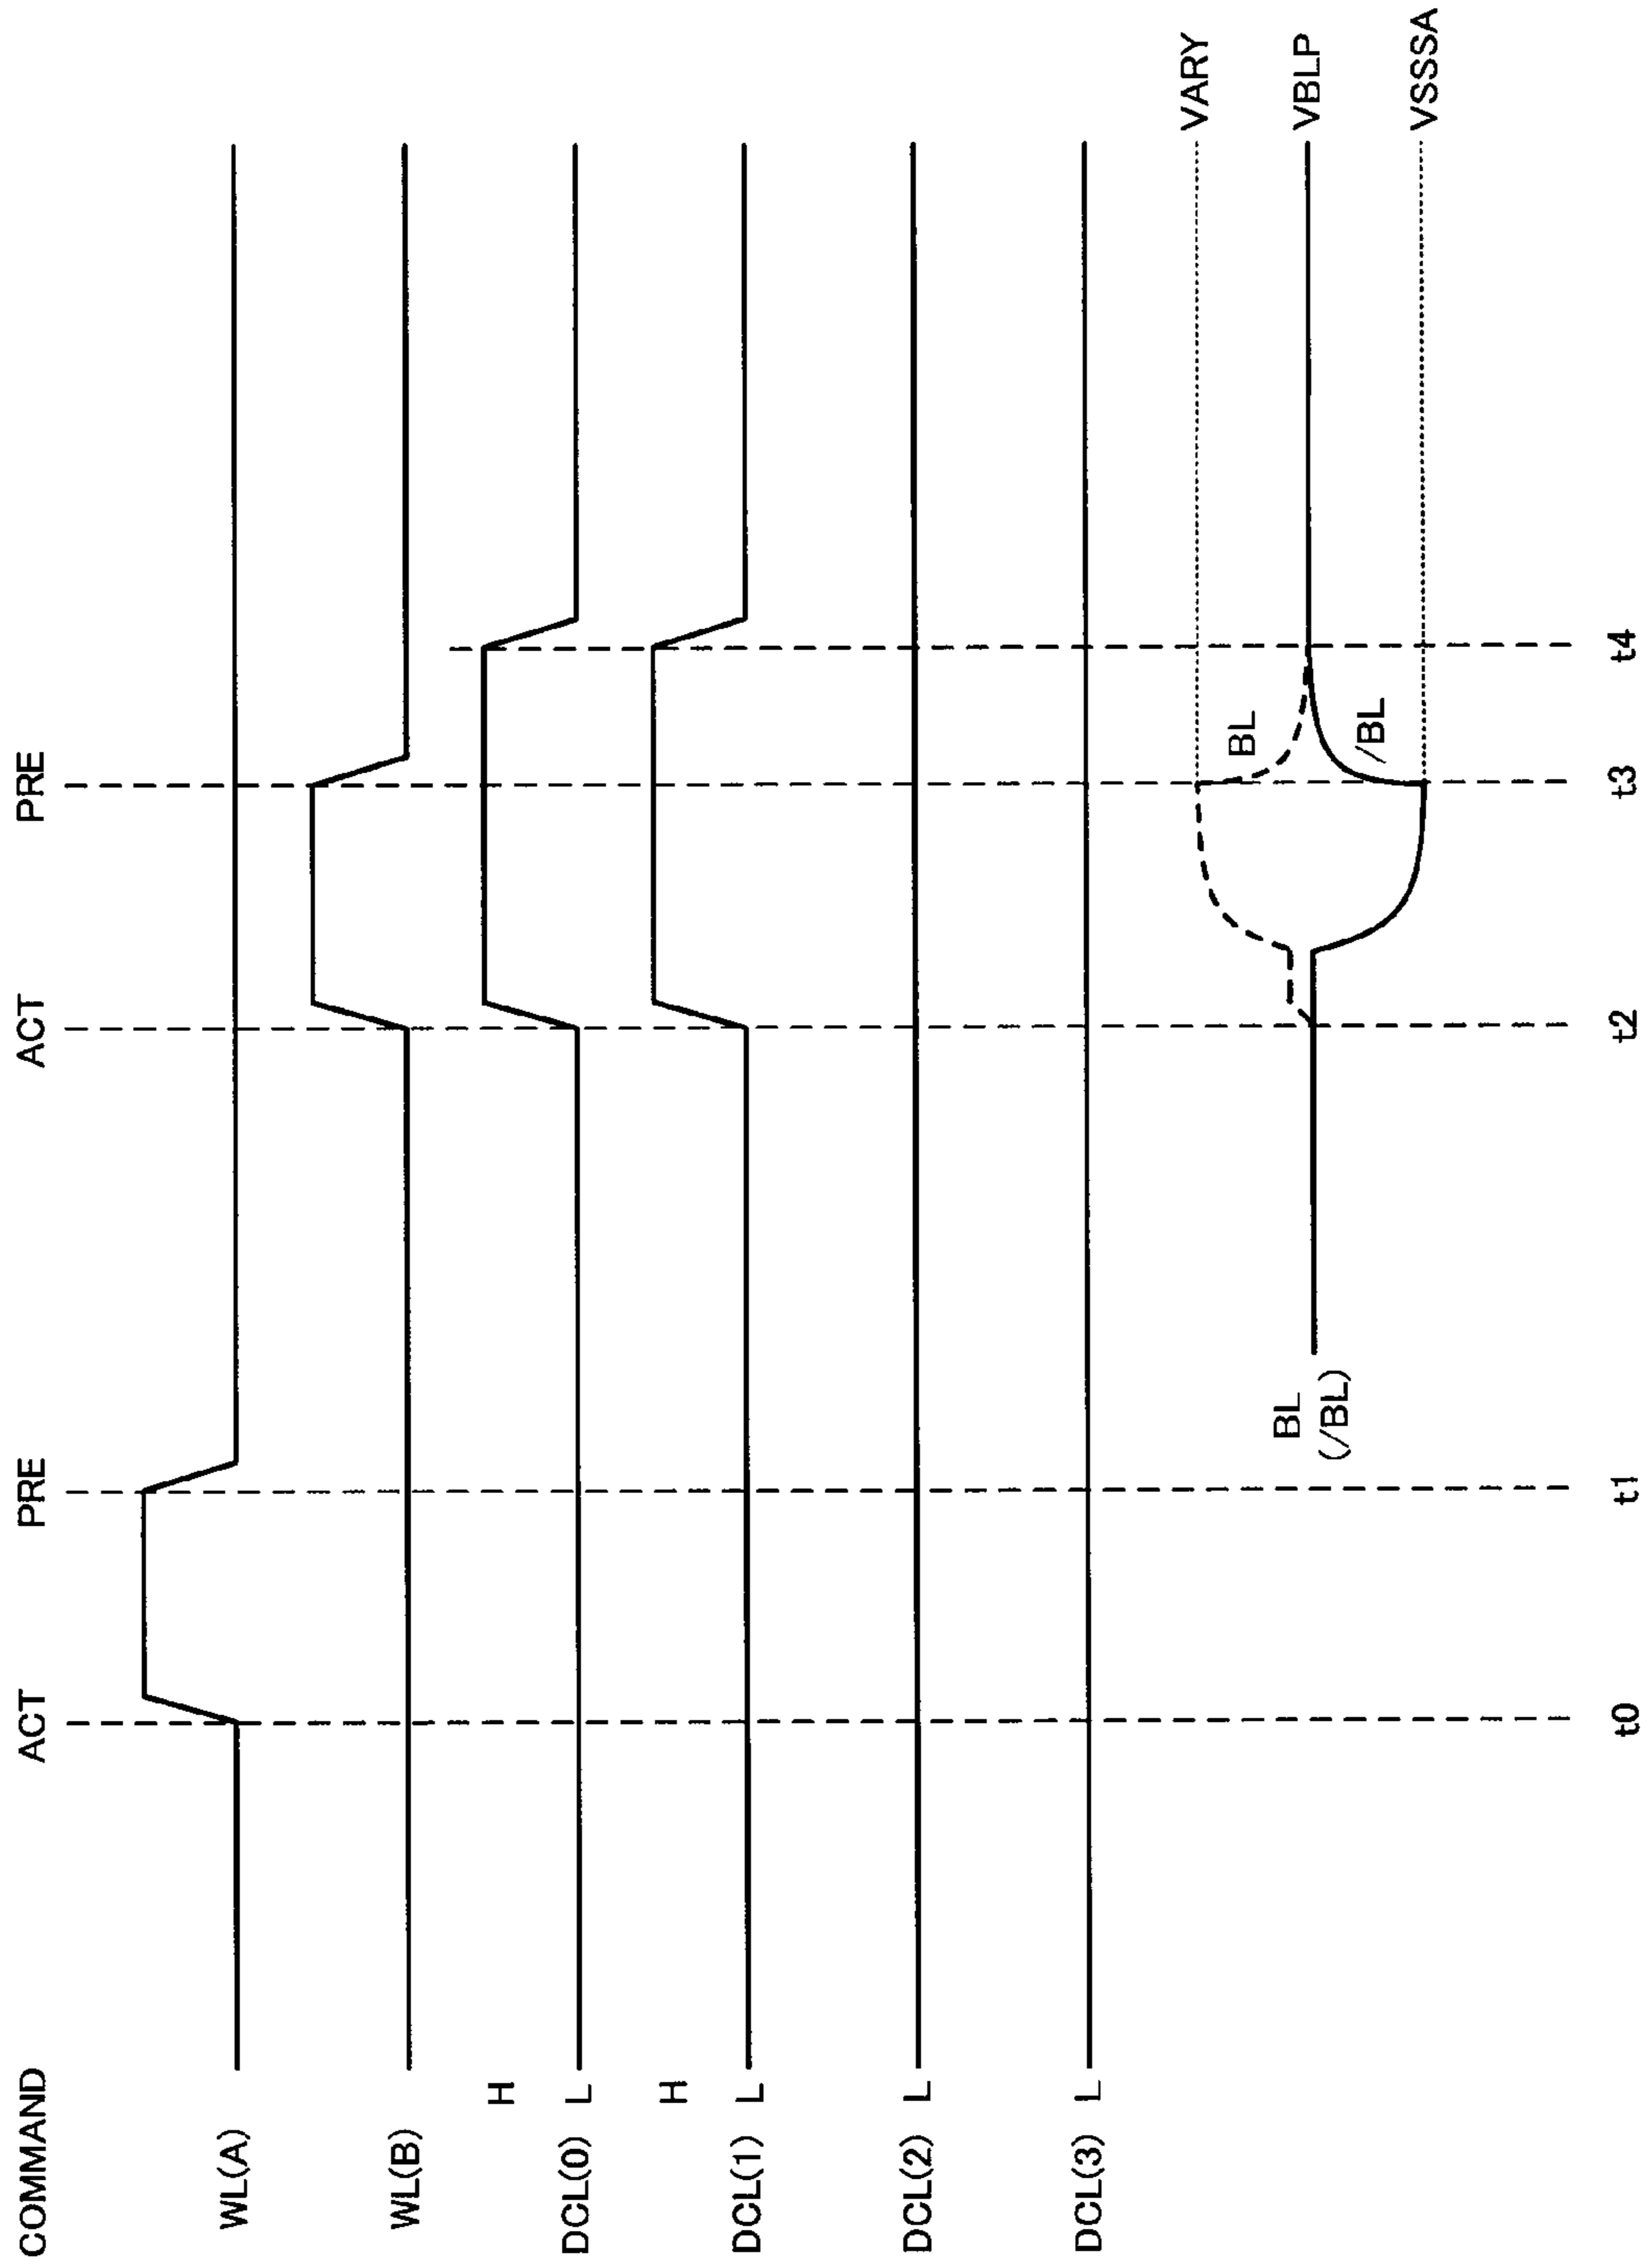 COMMAND ACT PRE ACT PRE
WL(A)
WL(B)
H
DCL(0) L
H
DCL(1) L
DCL(2) L
DCL(3) L
VARY
BL
BL VBLP
(/BL)
/BL
VSSSA
t0 t1 t2 t3 t4